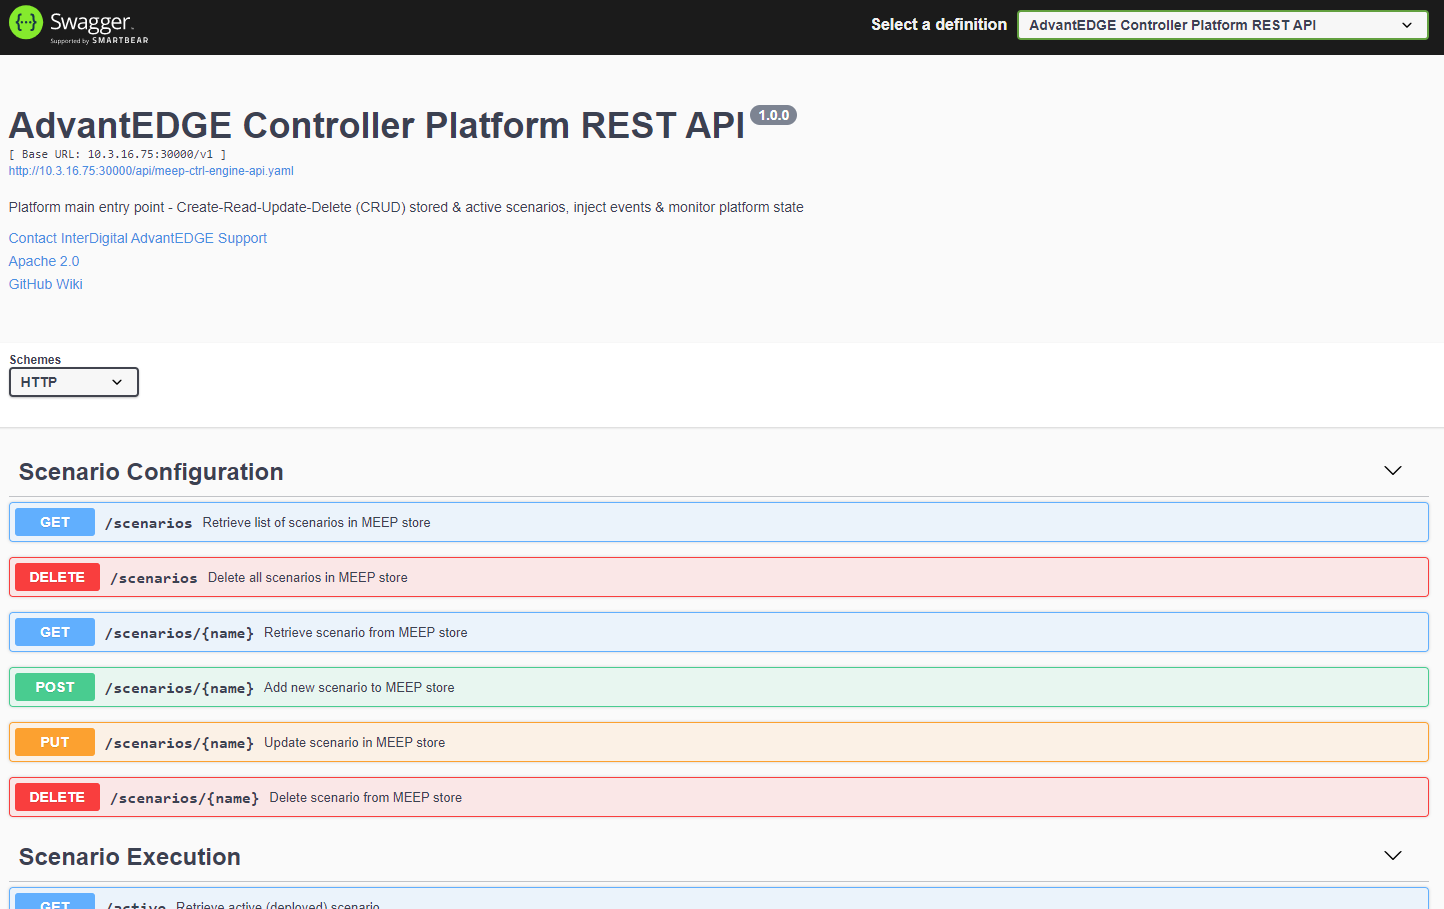 Swagger
Supported by SMARTBEAR
Select a definition
AdvantEDGE Controller Platform REST API
AdvantEDGE Controller Platform REST API 1.0.0
[ Base URL: 10.3.16.75:30000/v1 ]
http://10.3.16.75:30000/api/meep-ctrl-engine-api.yaml
Platform main entry point - Create-Read-Update-Delete (CRUD) stored & active scenarios, inject events & monitor platform state
Contact InterDigital AdvantEDGE Support
Apache 2.0
GitHub Wiki
Schemes
HTTP
Scenario Configuration
GET /scenarios Retrieve list of scenarios in MEEP store
DELETE /scenarios Delete all scenarios in MEEP store
GET /scenarios/{name} Retrieve scenario from MEEP store
POST /scenarios/{name} Add new scenario to MEEP store
PUT /scenarios/{name} Update scenario in MEEP store
DELETE /scenarios/{name} Delete scenario from MEEP store
Scenario Execution
GET /active Retrieve active (deployed) scenario